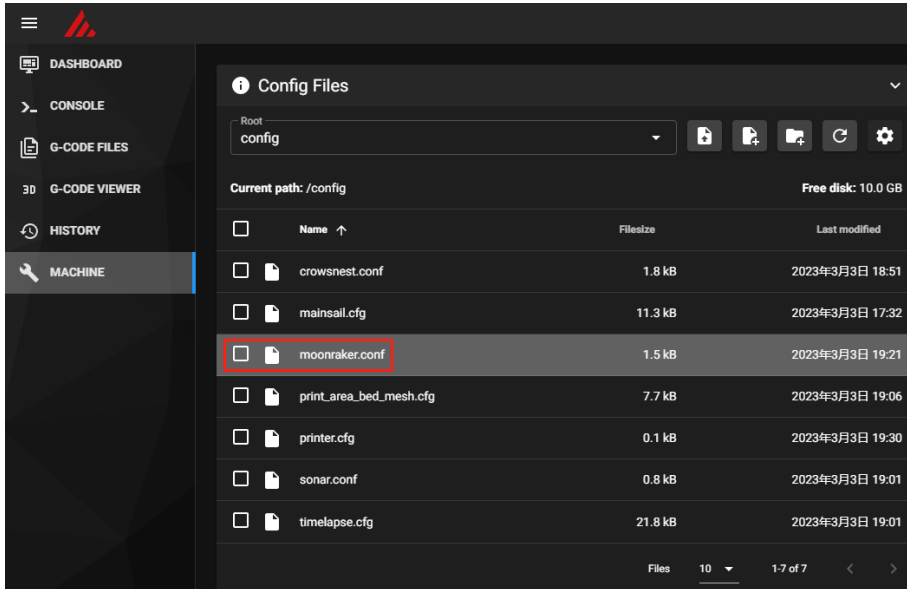 DASHBOARD
CONSOLE
G-CODE FILES
3D G-CODE VIEWER
HISTORY
MACHINE
Config Files
Root
config
Current path: /config
Free disk: 10.0 GB
Name Filesize Last modified
crowsnest.conf 1.8 kB 2023年3月3日 18:51
mainsail.cfg 11.3 kB 2023年3月3日 17:32
moonraker.conf 1.5 kB 2023年3月3日 19:21
print_area_bed_mesh.cfg 7.7 kB 2023年3月3日 19:06
printer.cfg 0.1 kB 2023年3月3日 19:30
sonar.conf 0.8 kB 2023年3月3日 19:01
timelapse.cfg 21.8 kB 2023年3月3日 19:01
Files 10 1-7 of 7